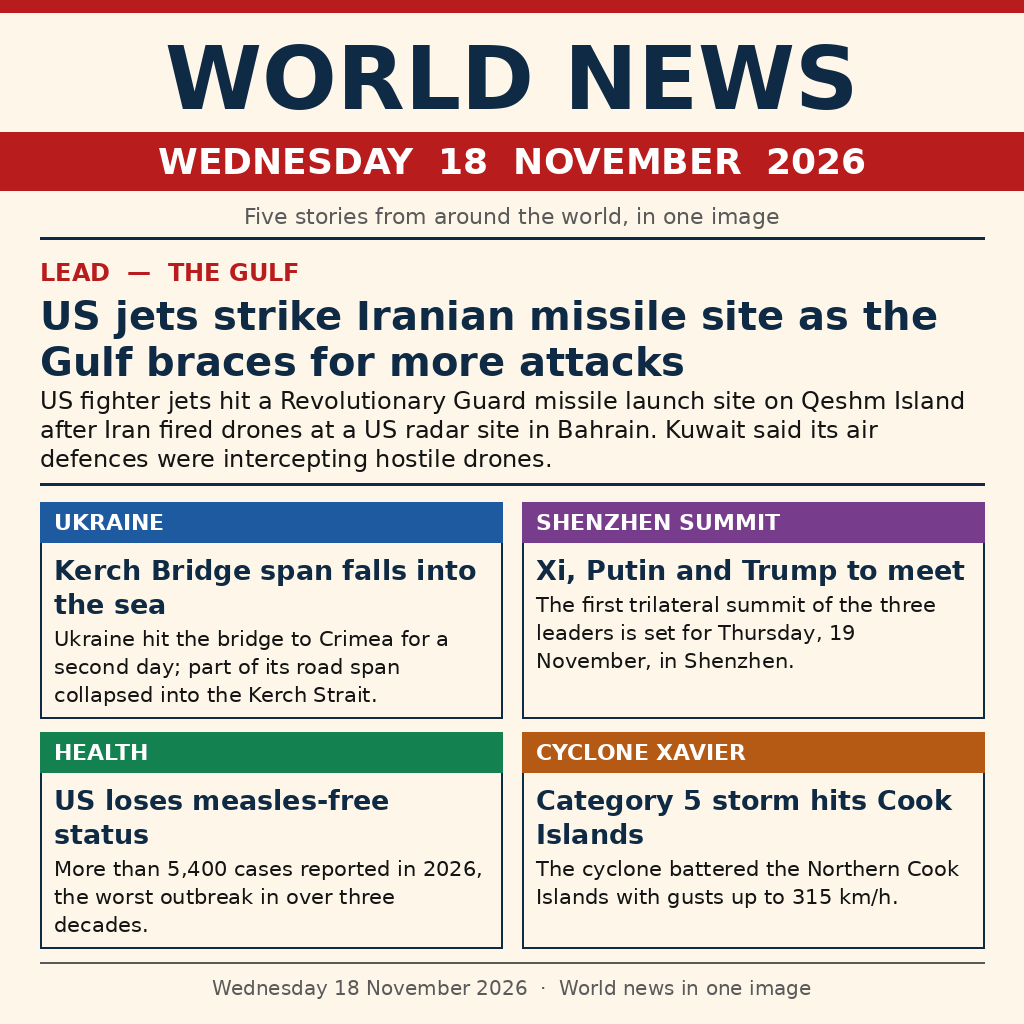 WORLD NEWS
WEDNESDAY 18 NOVEMBER 2026
Five stories from around the world, in one image
LEAD — THE GULF
US jets strike Iranian missile site as the
Gulf braces for more attacks
US fighter jets hit a Revolutionary Guard missile launch site on Qeshm Island
after Iran fired drones at a US radar site in Bahrain. Kuwait said its air
defences were intercepting hostile drones.
UKRAINE
Kerch Bridge span falls into
the sea
Ukraine hit the bridge to Crimea for a
second day; part of its road span
collapsed into the Kerch Strait.
SHENZHEN SUMMIT
Xi, Putin and Trump to meet
The first trilateral summit of the three
leaders is set for Thursday, 19
November, in Shenzhen.
HEALTH
US loses measles-free
status
More than 5,400 cases reported in 2026,
the worst outbreak in over three
decades.
CYCLONE XAVIER
Category 5 storm hits Cook
Islands
The cyclone battered the Northern Cook
Islands with gusts up to 315 km/h.
Wednesday 18 November 2026 · World news in one image